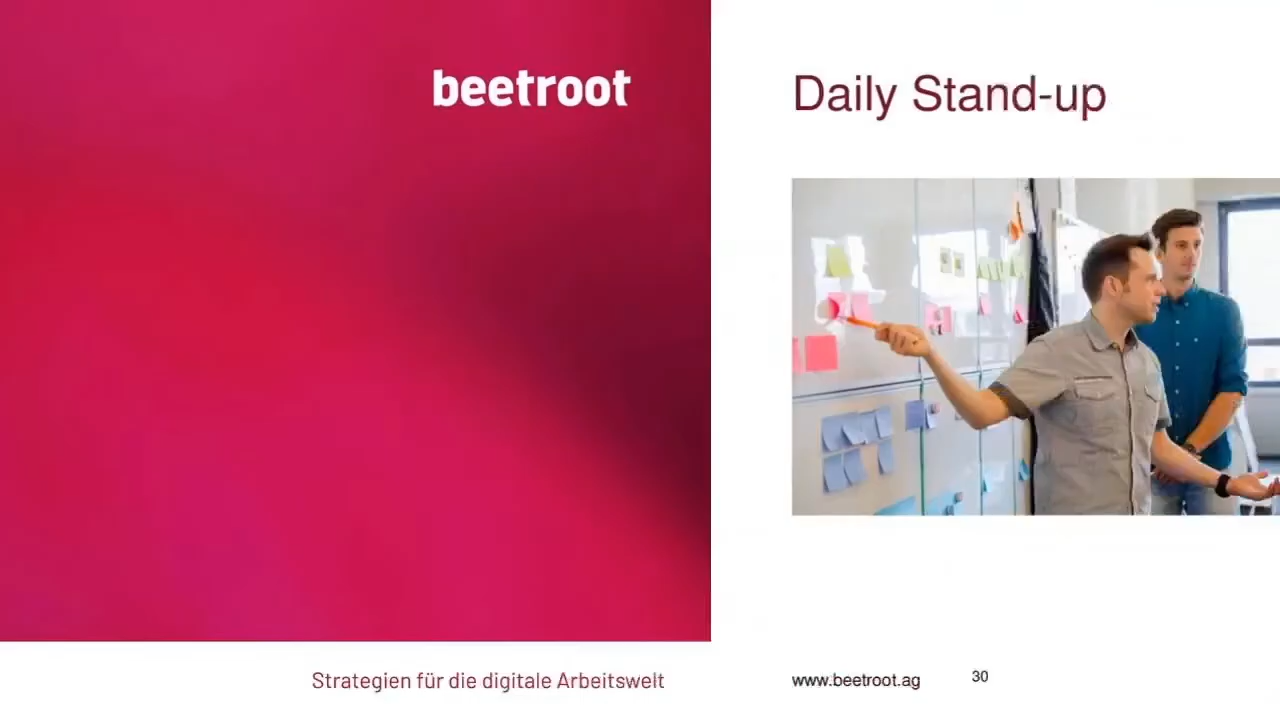 beetroot
Daily Stand-up
Strategien für die digitale Arbeitswelt
www.beetroot.ag
30